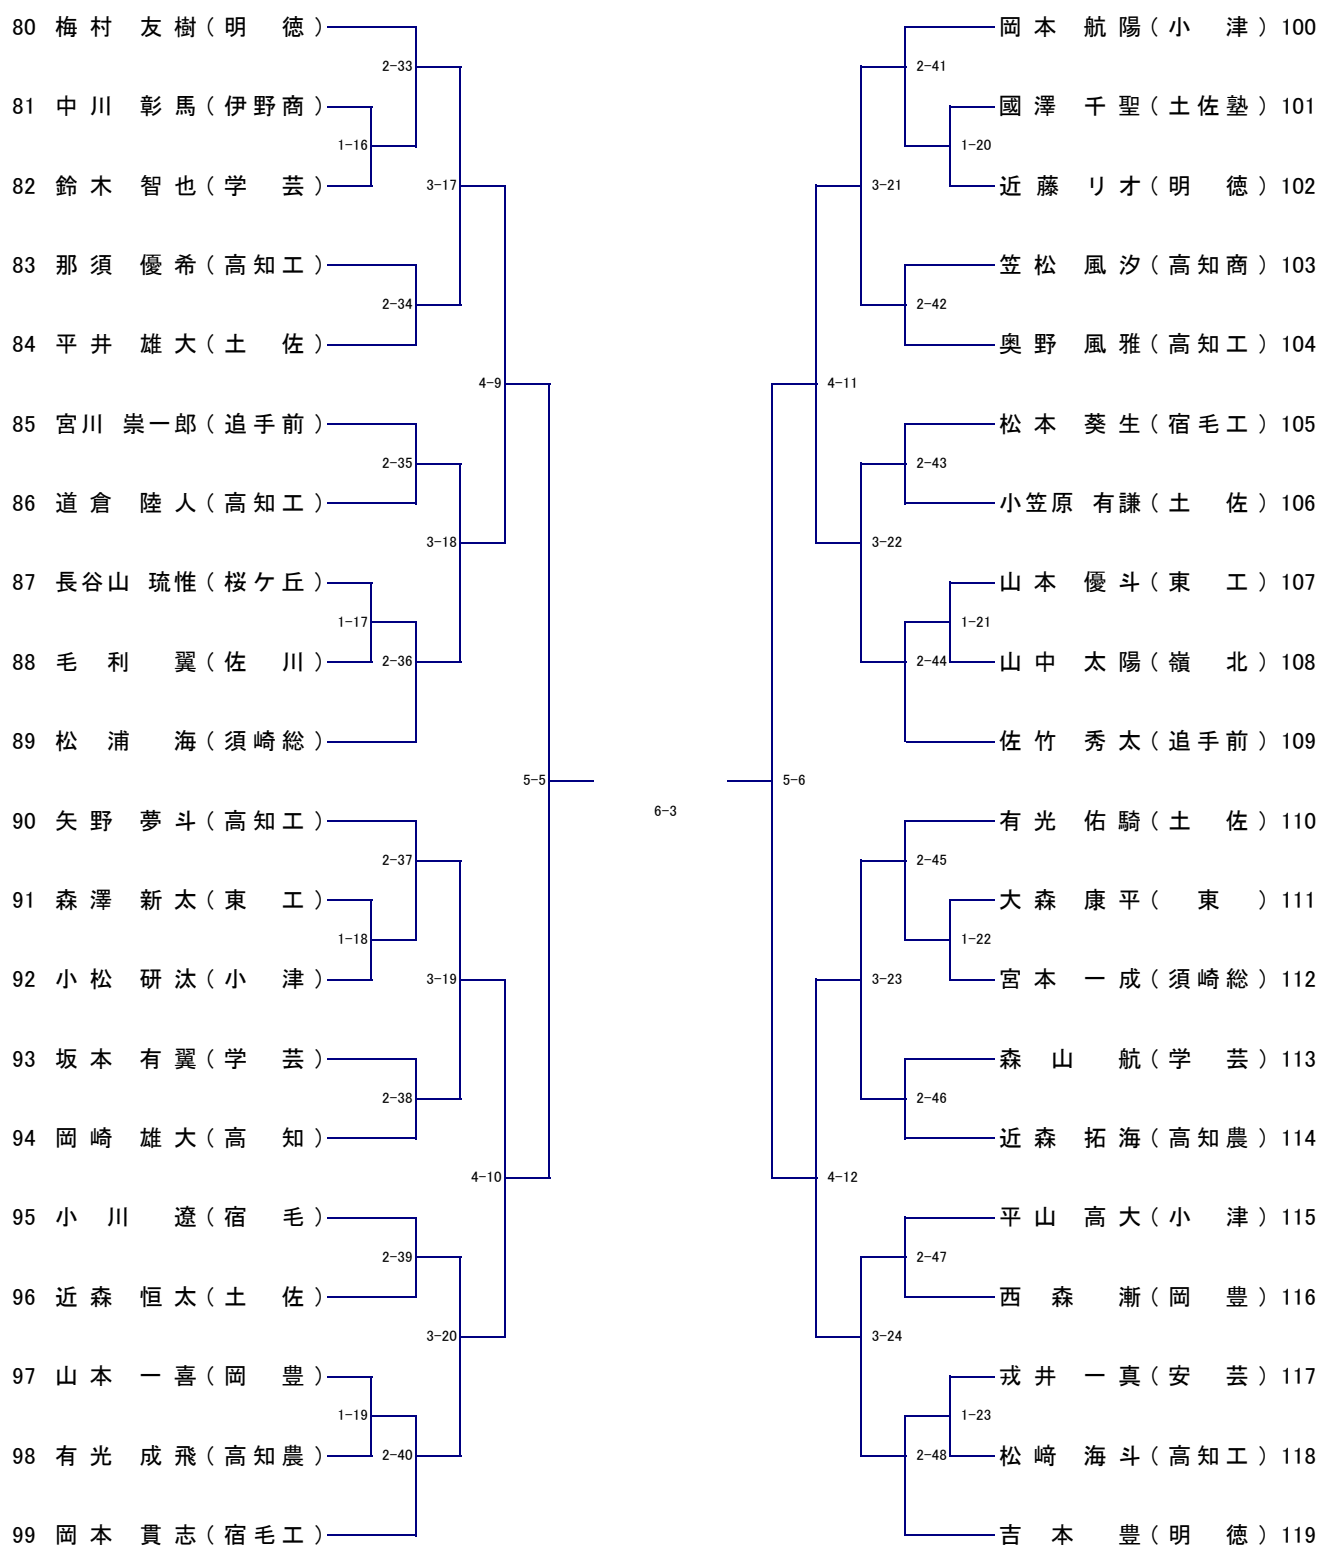 80 梅村 友樹（明 徳） 岡本 航陽（小 津）100
2-33 2-41
81 中川 彰馬（伊野商） 國澤 千聖（土佐塾）101
1-16 1-20
82 鈴木 智也（学 芸） 3-17 3-21 近藤 リオ（明 徳）102
83 那須 優希（高知工） 笠松 風汐（高知商）103
2-34 2-42
84 平井 雄大（土 佐） 奥野 風雅（高知工）104
4-9 4-11
85 宮川 崇一郎（追手前） 松本 葵生（宿毛工）105
2-35 2-43
86 道倉 陸人（高知工） 小笠原 有謙（土 佐）106
3-18 3-22
87 長谷山 琉惟（桜ケ丘） 山本 優斗（東 工）107
1-17 1-21
88 毛利 翼（佐 川） 2-36 2-44 山中 太陽（嶺 北）108
89 松浦 海（須崎総） 佐竹 秀太（追手前）109
5-5 5-6
6-3
90 矢野 夢斗（高知工） 有光 佑騎（土 佐）110
2-37 2-45
91 森澤 新太（東 工） 大森 康平（ 東 ）111
1-18 1-22
92 小松 研汰（小 津） 3-19 3-23 宮本 一成（須崎総）112
93 坂本 有翼（学 芸） 森山 航（学 芸）113
2-38 2-46
94 岡崎 雄大（高 知） 近森 拓海（高知農）114
4-10 4-12
95 小川 遼（宿 毛） 平山 高大（小 津）115
2-39 2-47
96 近森 恒太（土 佐） 西森 漸（岡 豊）116
3-20 3-24
97 山本 一喜（岡 豊） 戎井 一真（安 芸）117
1-19 1-23
98 有光 成飛（高知農） 2-40 2-48 松﨑 海斗（高知工）118
99 岡本 貫志（宿毛工） 吉本 豊（明 徳）119